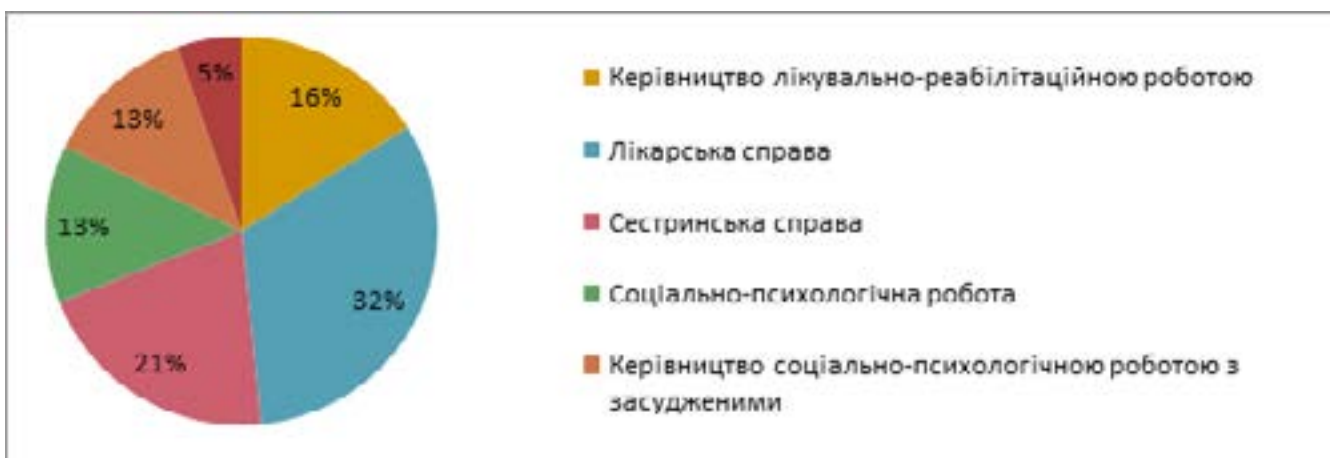 5%
16%
13%
13%
32%
21%
Керівництво лікувально-реабілітаційною роботою
Лікарська справа
Сестринська справа
Соціально-психологічна робота
Керівництво соціально-психологічною роботою з
засудженими